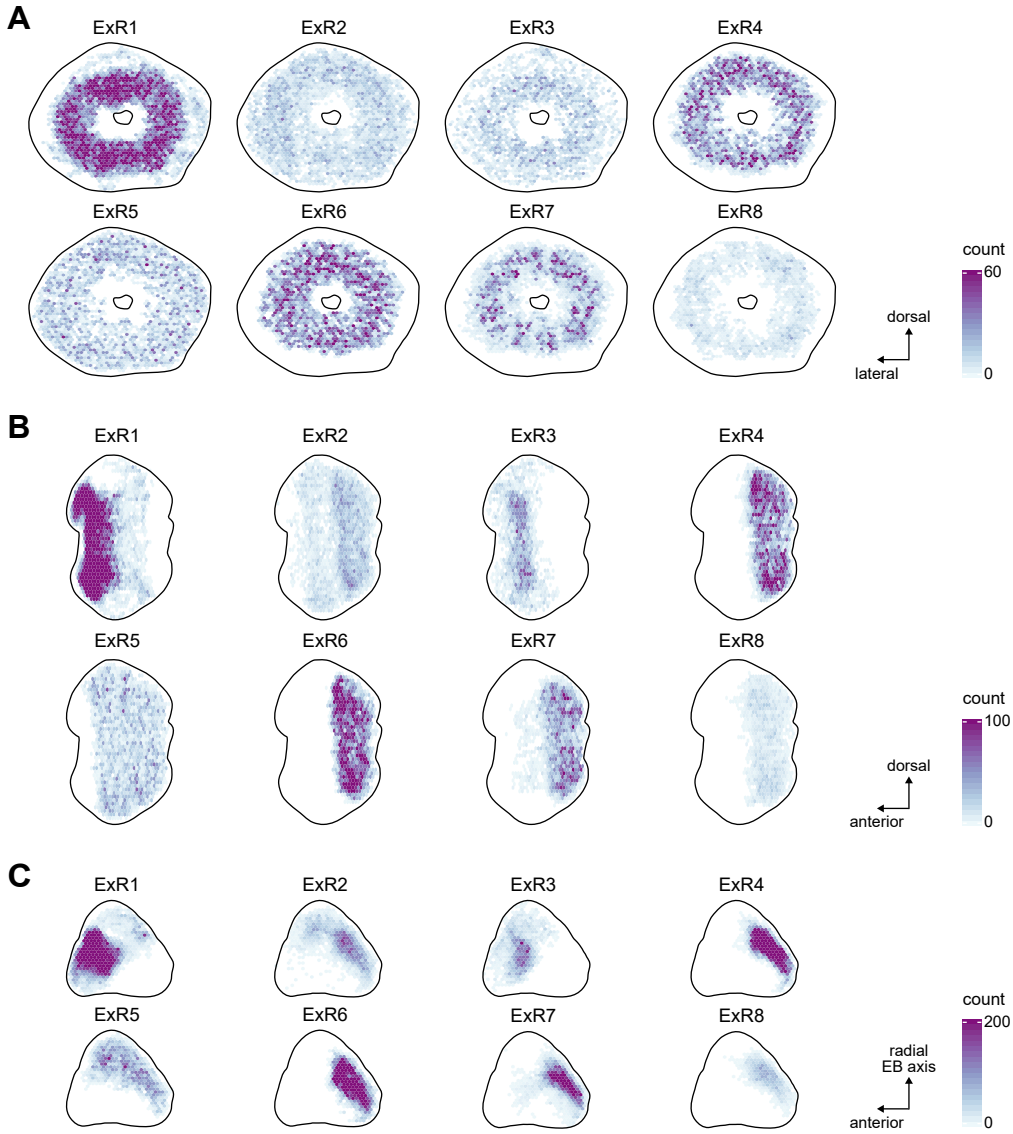 A
ExR1 ExR2 ExR3 ExR4
ExR5 ExR6 ExR7 ExR8
count
60
0
dorsal
lateral
B
ExR1 ExR2 ExR3 ExR4
ExR5 ExR6 ExR7 ExR8
count
100
0
dorsal
anterior
C
ExR1 ExR2 ExR3 ExR4
ExR5 ExR6 ExR7 ExR8
count
200
0
radial
EB axis
anterior